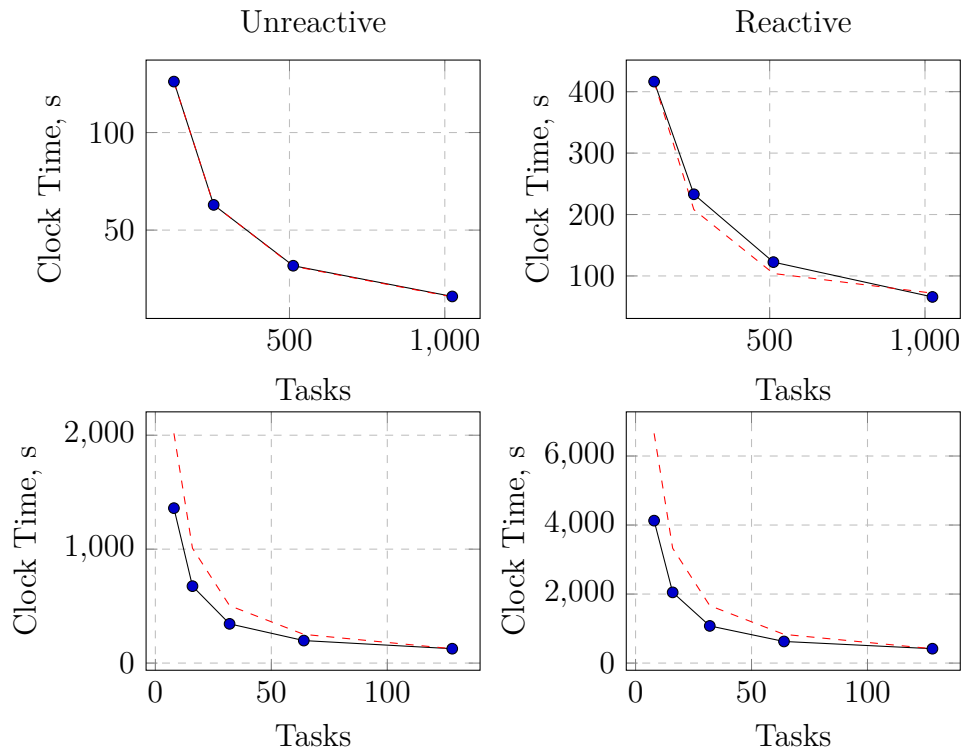 Unreactive
Reactive
Clock Time, s
100
50
500
1,000
Tasks
Clock Time, s
400
300
200
100
500
1,000
Tasks
Clock Time, s
2,000
1,000
0
0
50
100
Tasks
Clock Time, s
6,000
4,000
2,000
0
0
50
100
Tasks